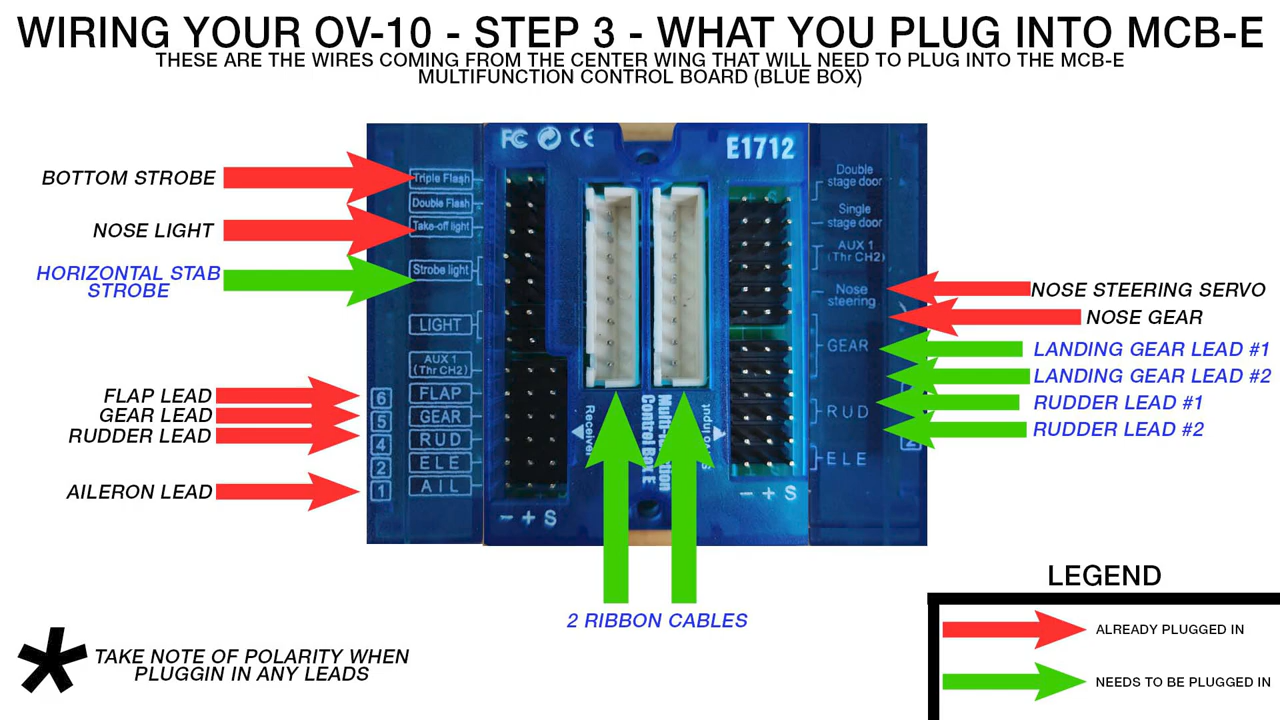 WIRING YOUR OV-10 - STEP 3 - WHAT YOU PLUG INTO MCB-E
THESE ARE THE WIRES COMING FROM THE CENTER WING THAT WILL NEED TO PLUG INTO THE MCB-E
MULTIFUNCTION CONTROL BOARD (BLUE BOX)
FC CE
E1712
BOTTOM STROBE
NOSE LIGHT
HORIZONTAL STAB
STROBE
FLAP LEAD
GEAR LEAD
RUDDER LEAD
AILERON LEAD
Triple Flash
Double Flash
Take-off light
Strobe light
LIGHT
AUX 1
(Thr CH2)
6 FLAP
5 GEAR
4 RUD
2 ELE
1 AIL
- + S
Receiver
Multi-function
Control Box E
Input
Double
stage door
Single
stage door
AUX 1
(Thr CH2)
Nose
steering
GEAR
RUD
ELE
- + S
NOSE STEERING SERVO
NOSE GEAR
LANDING GEAR LEAD #1
LANDING GEAR LEAD #2
RUDDER LEAD #1
RUDDER LEAD #2
2 RIBBON CABLES
* TAKE NOTE OF POLARITY WHEN
PLUGGIN IN ANY LEADS
LEGEND
ALREADY PLUGGED IN
NEEDS TO BE PLUGGED IN